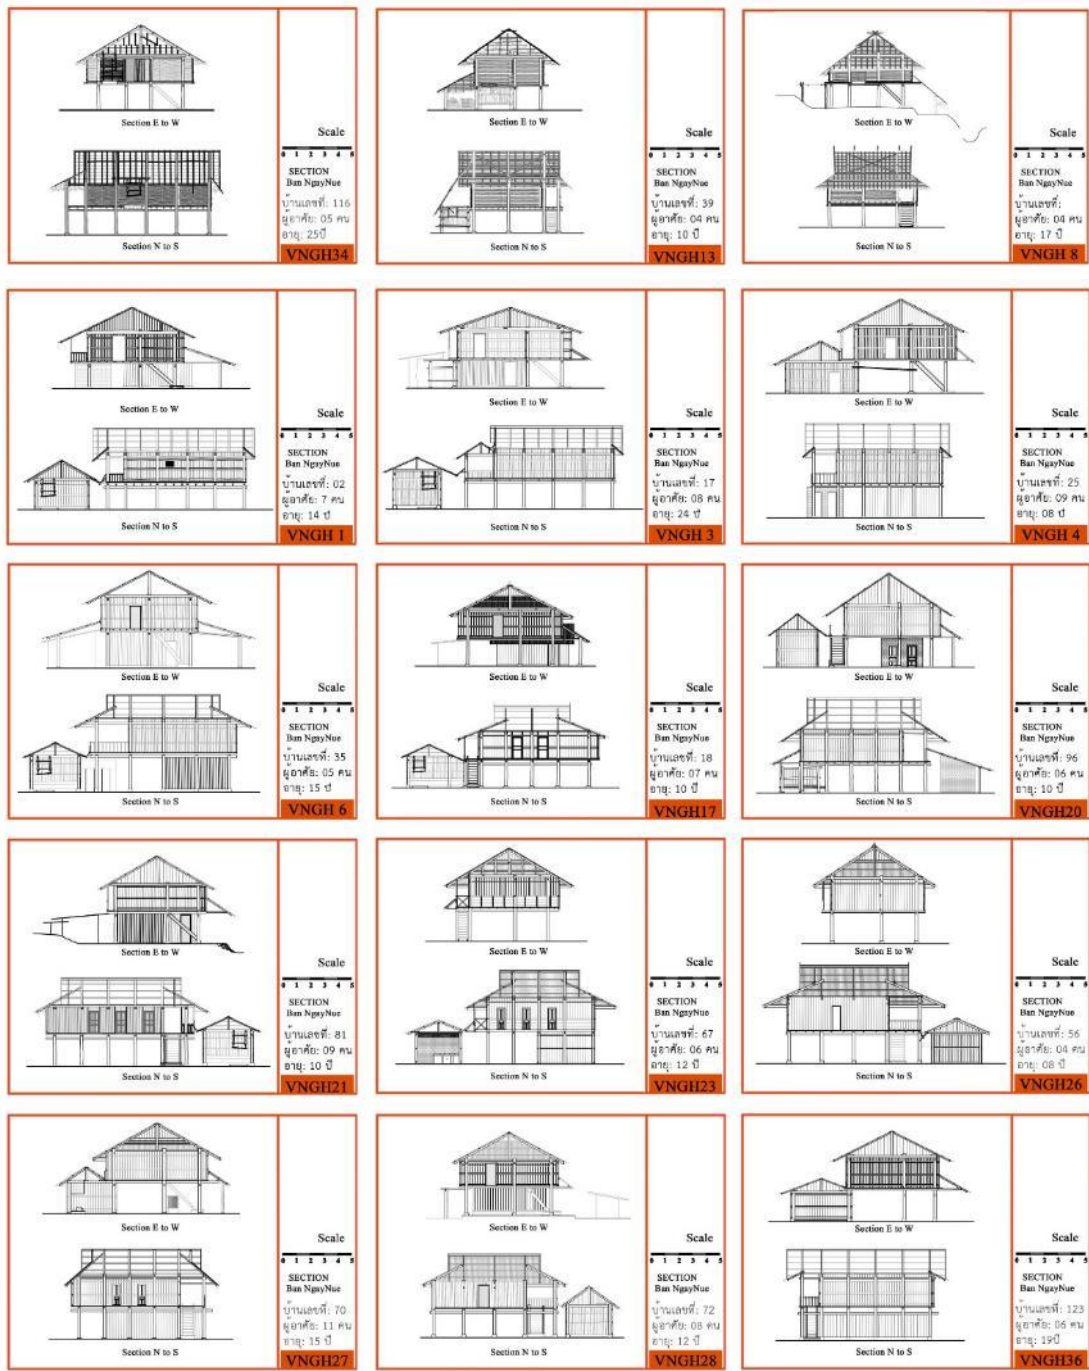 Section E to W
Section N to S
Scale
0 1 2 3 4 5
SECTION
Ban NgayNue
บ้านเลขที่: 116
ผู้อาศัย: 05 คน
อายุ: 25ปี
VNGH34
Section E to W
Section N to S
Scale
0 1 2 3 4 5
SECTION
Ban NgayNue
บ้านเลขที่: 39
ผู้อาศัย: 04 คน
อายุ: 10 ปี
VNGH13
Section E to W
Section N to S
Scale
0 1 2 3 4 5
SECTION
Ban NgayNue
บ้านเลขที่:
ผู้อาศัย: 04 คน
อายุ: 17 ปี
VNGH 8
Section E to W
Section N to S
Scale
0 1 2 3 4 5
SECTION
Ban NgayNue
บ้านเลขที่: 02
ผู้อาศัย: 7 คน
อายุ: 14 ปี
VNGH 1
Section E to W
Section N to S
Scale
0 1 2 3 4 5
SECTION
Ban NgayNue
บ้านเลขที่: 17
ผู้อาศัย: 08 คน
อายุ: 24 ปี
VNGH 3
Section E to W
Section N to S
Scale
0 1 2 3 4 5
SECTION
Ban NgayNue
บ้านเลขที่: 25
ผู้อาศัย: 09 คน
อายุ: 08 ปี
VNGH 4
Section E to W
Section N to S
Scale
0 1 2 3 4 5
SECTION
Ban NgayNue
บ้านเลขที่: 35
ผู้อาศัย: 05 คน
อายุ: 15 ปี
VNGH 6
Section E to W
Section N to S
Scale
0 1 2 3 4 5
SECTION
Ban NgayNue
บ้านเลขที่: 18
ผู้อาศัย: 07 คน
อายุ: 10 ปี
VNGH17
Section E to W
Section N to S
Scale
0 1 2 3 4 5
SECTION
Ban NgayNue
บ้านเลขที่: 96
ผู้อาศัย: 06 คน
อายุ: 10 ปี
VNGH20
Section E to W
Section N to S
Scale
0 1 2 3 4 5
SECTION
Ban NgayNue
บ้านเลขที่: 81
ผู้อาศัย: 09 คน
อายุ: 10 ปี
VNGH21
Section E to W
Section N to S
Scale
0 1 2 3 4 5
SECTION
Ban NgayNue
บ้านเลขที่: 67
ผู้อาศัย: 06 คน
อายุ: 12 ปี
VNGH23
Section E to W
Section N to S
Scale
0 1 2 3 4 5
SECTION
Ban NgayNue
บ้านเลขที่: 56
ผู้อาศัย: 04 คน
อายุ: 08 ปี
VNGH26
Section E to W
Section N to S
Scale
0 1 2 3 4 5
SECTION
Ban NgayNue
บ้านเลขที่: 70
ผู้อาศัย: 11 คน
อายุ: 15 ปี
VNGH27
Section E to W
Section N to S
Scale
0 1 2 3 4 5
SECTION
Ban NgayNue
บ้านเลขที่: 72
ผู้อาศัย: 08 คน
อายุ: 12 ปี
VNGH28
Section E to W
Section N to S
Scale
0 1 2 3 4 5
SECTION
Ban NgayNue
บ้านเลขที่: 123
ผู้อาศัย: 06 คน
อายุ: 19ปี
VNGH36